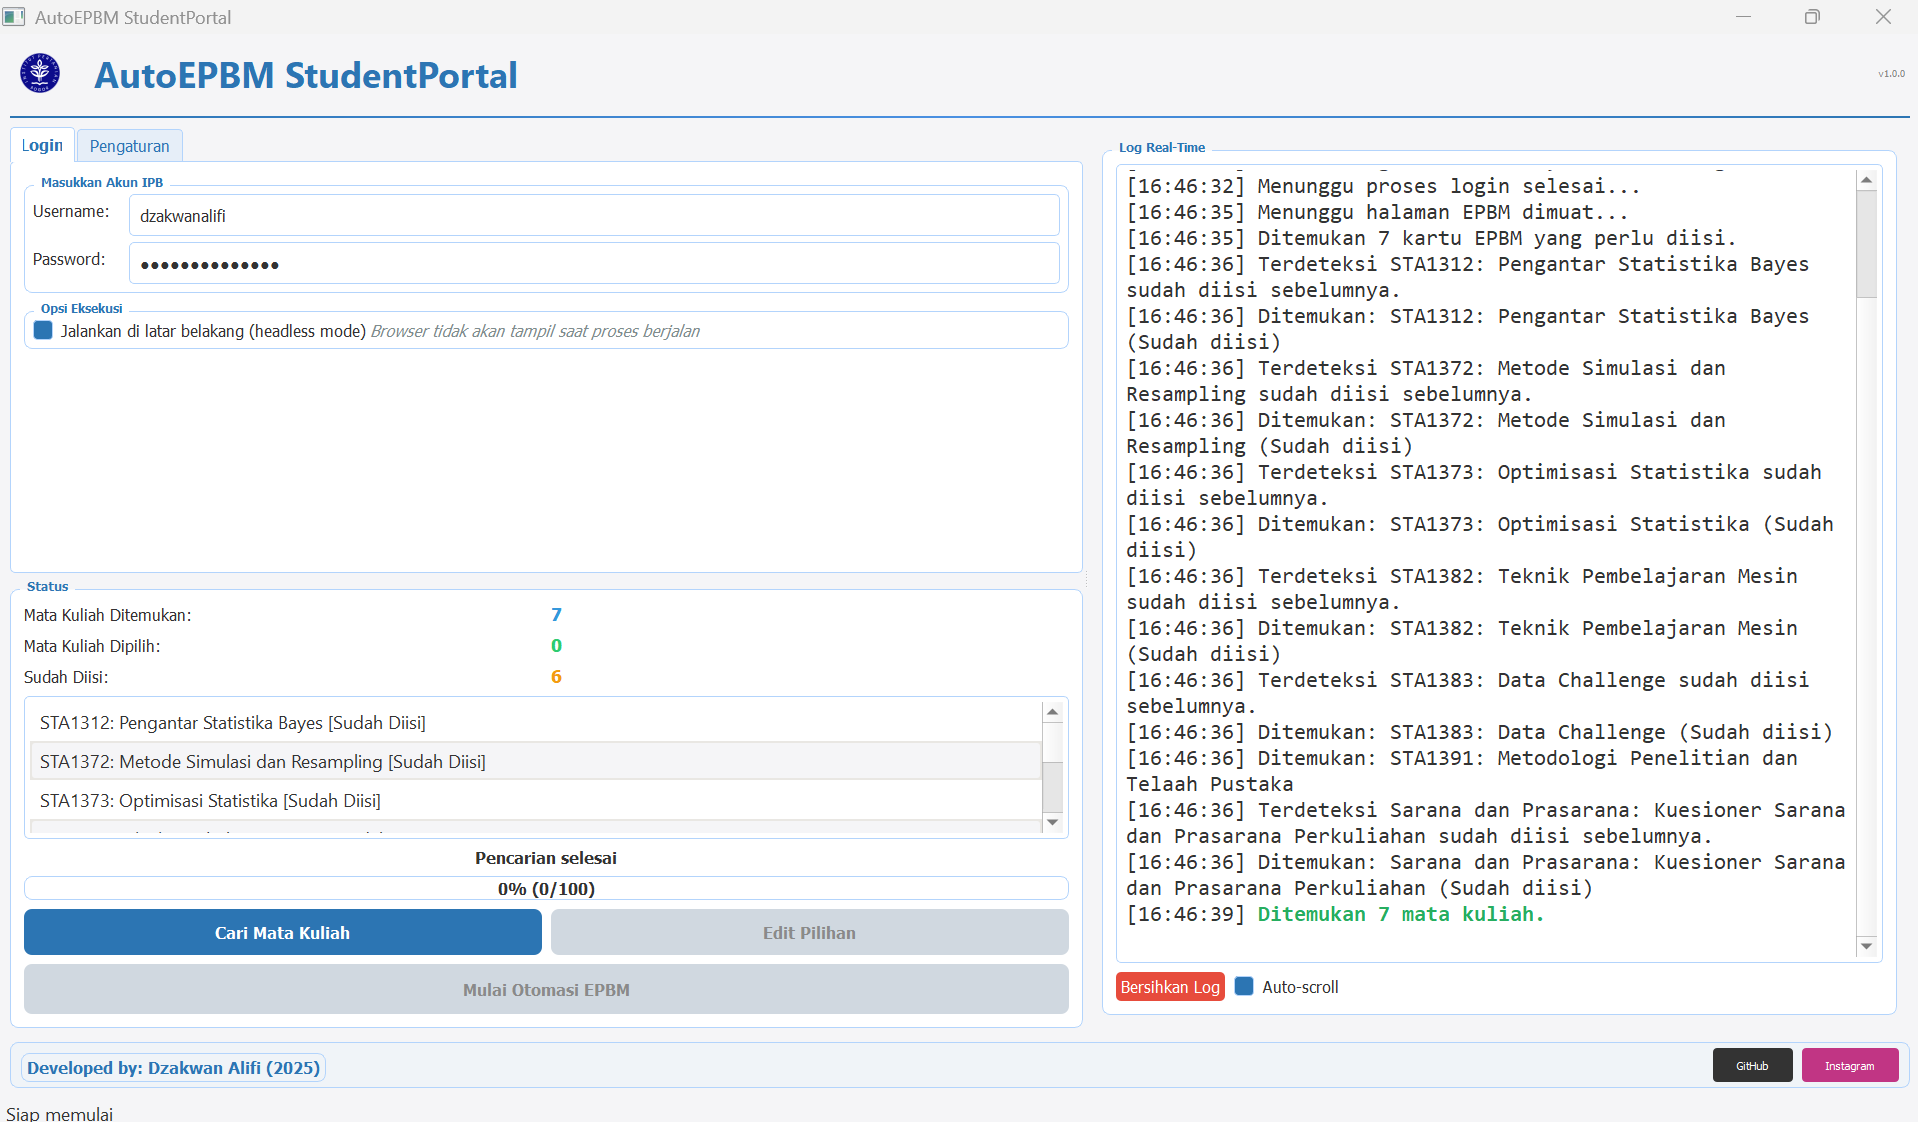 AutoEPBM StudentPortal
AutoEPBM StudentPortal
v1.0.0
Login
Pengaturan
Masukkan Akun IPB
Username:
dzakwanalifi
Password:
••••••••••••••
Opsi Eksekusi
Jalankan di latar belakang (headless mode) Browser tidak akan tampil saat proses berjalan
Status
Mata Kuliah Ditemukan: 7
Mata Kuliah Dipilih: 0
Sudah Diisi: 6
STA1312: Pengantar Statistika Bayes [Sudah Diisi]
STA1372: Metode Simulasi dan Resampling [Sudah Diisi]
STA1373: Optimisasi Statistika [Sudah Diisi]
Pencarian selesai
0% (0/100)
Cari Mata Kuliah
Edit Pilihan
Mulai Otomasi EPBM
Log Real-Time
[16:46:32] Menunggu proses login selesai...
[16:46:35] Menunggu halaman EPBM dimuat...
[16:46:35] Ditemukan 7 kartu EPBM yang perlu diisi.
[16:46:36] Terdeteksi STA1312: Pengantar Statistika Bayes
sudah diisi sebelumnya.
[16:46:36] Ditemukan: STA1312: Pengantar Statistika Bayes
(Sudah diisi)
[16:46:36] Terdeteksi STA1372: Metode Simulasi dan
Resampling sudah diisi sebelumnya.
[16:46:36] Ditemukan: STA1372: Metode Simulasi dan
Resampling (Sudah diisi)
[16:46:36] Terdeteksi STA1373: Optimisasi Statistika sudah
diisi sebelumnya.
[16:46:36] Ditemukan: STA1373: Optimisasi Statistika (Sudah
diisi)
[16:46:36] Terdeteksi STA1382: Teknik Pembelajaran Mesin
sudah diisi sebelumnya.
[16:46:36] Ditemukan: STA1382: Teknik Pembelajaran Mesin
(Sudah diisi)
[16:46:36] Terdeteksi STA1383: Data Challenge sudah diisi
sebelumnya.
[16:46:36] Ditemukan: STA1383: Data Challenge (Sudah diisi)
[16:46:36] Ditemukan: STA1391: Metodologi Penelitian dan
Telaah Pustaka
[16:46:36] Terdeteksi Sarana dan Prasarana: Kuesioner Sarana
dan Prasarana Perkuliahan sudah diisi sebelumnya.
[16:46:36] Ditemukan: Sarana dan Prasarana: Kuesioner Sarana
dan Prasarana Perkuliahan (Sudah diisi)
[16:46:39] Ditemukan 7 mata kuliah.
Bersihkan Log
Auto-scroll
Developed by: Dzakwan Alifi (2025)
GitHub
Instagram
Siap memulai